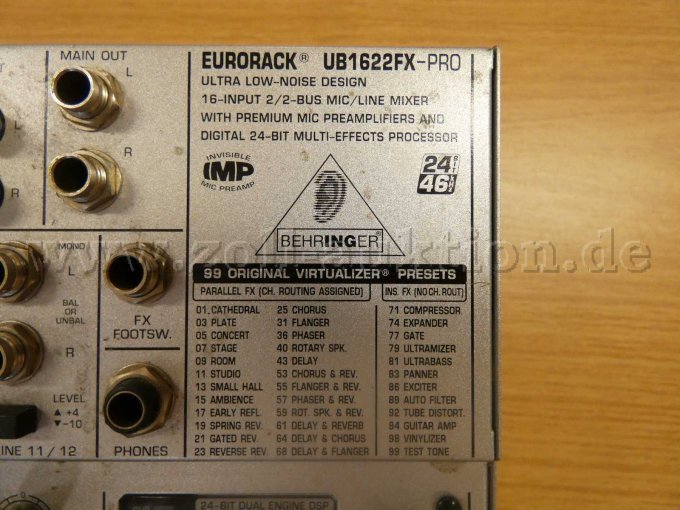 MAIN OUT
L
R
L
R
MONO
L
BAL OR
UNBAL
R
LEVEL
▲ +4
▼ -10
LINE 11 / 12
FX
FOOTSW.
PHONES
EURORACK® UB1622FX-PRO
ULTRA LOW-NOISE DESIGN
16-INPUT 2/2-BUS MIC/LINE MIXER
WITH PREMIUM MIC PREAMPLIFIERS AND
DIGITAL 24-BIT MULTI-EFFECTS PROCESSOR
INVISIBLE
IMP
MIC PREAMP
24 BIT
46 kHz
BEHRINGER
www.zoll-auktion.de
99 ORIGINAL VIRTUALIZER® PRESETS
PARALLEL FX (CH. ROUTING ASSIGNED)
INS. FX (NO CH. ROUT)
01 CATHEDRAL
03 PLATE
05 CONCERT
07 STAGE
09 ROOM
11 STUDIO
13 SMALL HALL
15 AMBIENCE
17 EARLY REFL.
19 SPRING REV.
21 GATED REV.
23 REVERSE REV.
25 CHORUS
31 FLANGER
36 PHASER
40 ROTARY SPK.
43 DELAY
53 CHORUS & REV.
55 FLANGER & REV.
57 PHASER & REV.
59 ROT. SPK. & REV.
61 DELAY & REVERB
64 DELAY & CHORUS
68 DELAY & FLANGER
71 COMPRESSOR
74 EXPANDER
77 GATE
79 ULTRAMIZER
81 ULTRABASS
83 PANNER
86 EXCITER
89 AUTO FILTER
92 TUBE DISTORT.
94 GUITAR AMP
98 VINYLIZER
99 TEST TONE
0
24-BIT DUAL ENGINE DSP